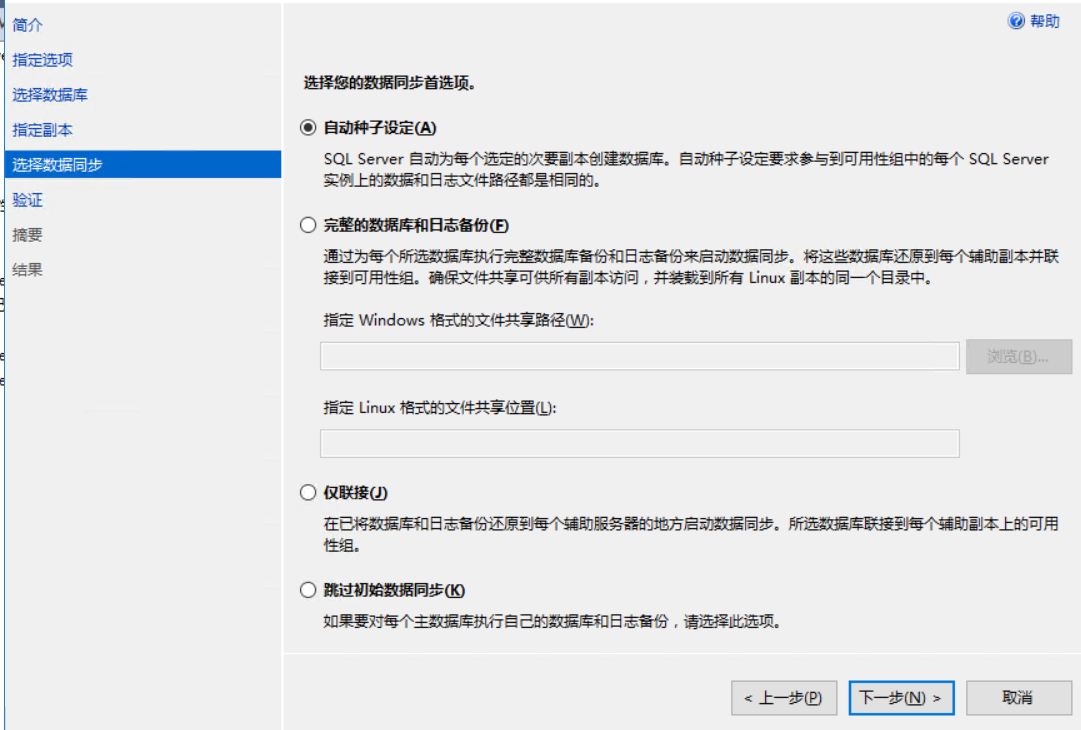 简介
指定选项
选择数据库
指定副本
选择数据同步
验证
摘要
结果
帮助
选择您的数据同步首选项。
自动种子设定(A)
SQL Server 自动为每个选定的次要副本创建数据库。自动种子设定要求参与到可用性组中的每个 SQL Server
实例上的数据和日志文件路径都是相同的。
完整的数据库和日志备份(F)
通过为每个所选数据库执行完整数据库备份和日志备份来启动数据同步。将这些数据库还原到每个辅助副本并联
接到可用性组。确保文件共享可供所有副本访问，并装载到所有 Linux 副本的同一个目录中。
指定 Windows 格式的文件共享路径(W):
浏览(B)...
指定 Linux 格式的文件共享位置(L):
仅联接(J)
在已将数据库和日志备份还原到每个辅助服务器的地方启动数据同步。所选数据库联接到每个辅助副本上的可用
性组。
跳过初始数据同步(K)
如果要对每个主数据库执行自己的数据库和日志备份，请选择此选项。
< 上一步(P)
下一步(N) >
取消